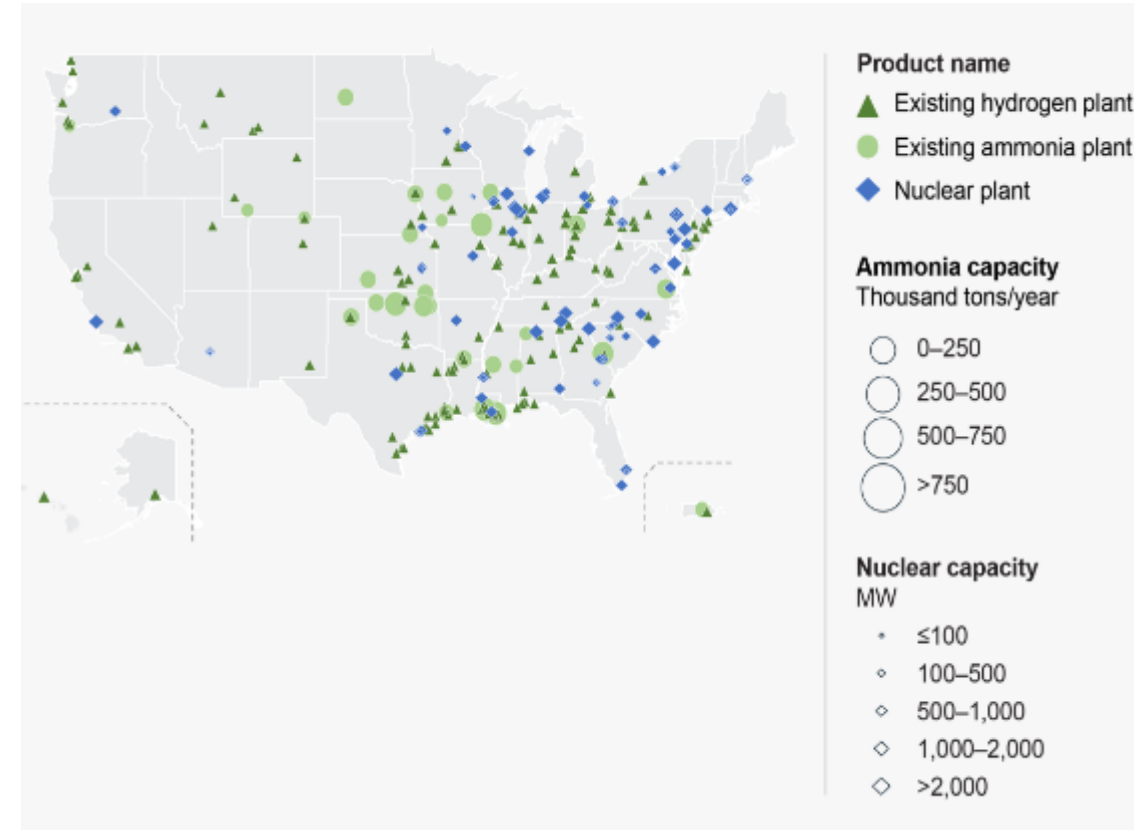 Product name
Existing hydrogen plant
Existing ammonia plant
Nuclear plant
Ammonia capacity
Thousand tons/year
0–250
250–500
500–750
>750
Nuclear capacity
MW
≤100
100–500
500–1,000
1,000–2,000
>2,000